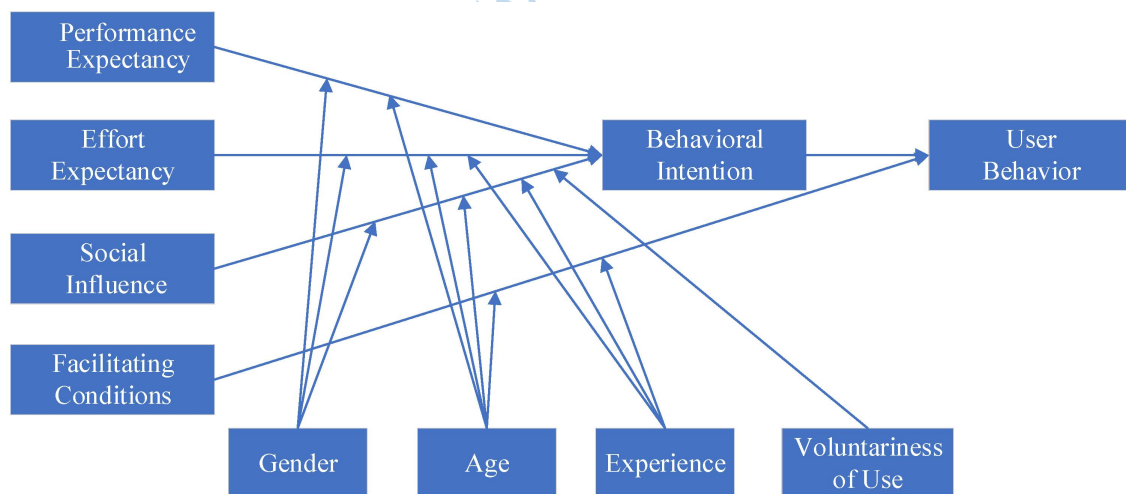 Performance
Expectancy
Effort
Expectancy
Behavioral
Intention
User
Behavior
Social
Influence
Facilitating
Conditions
Gender
Age
Experience
Voluntariness
of Use